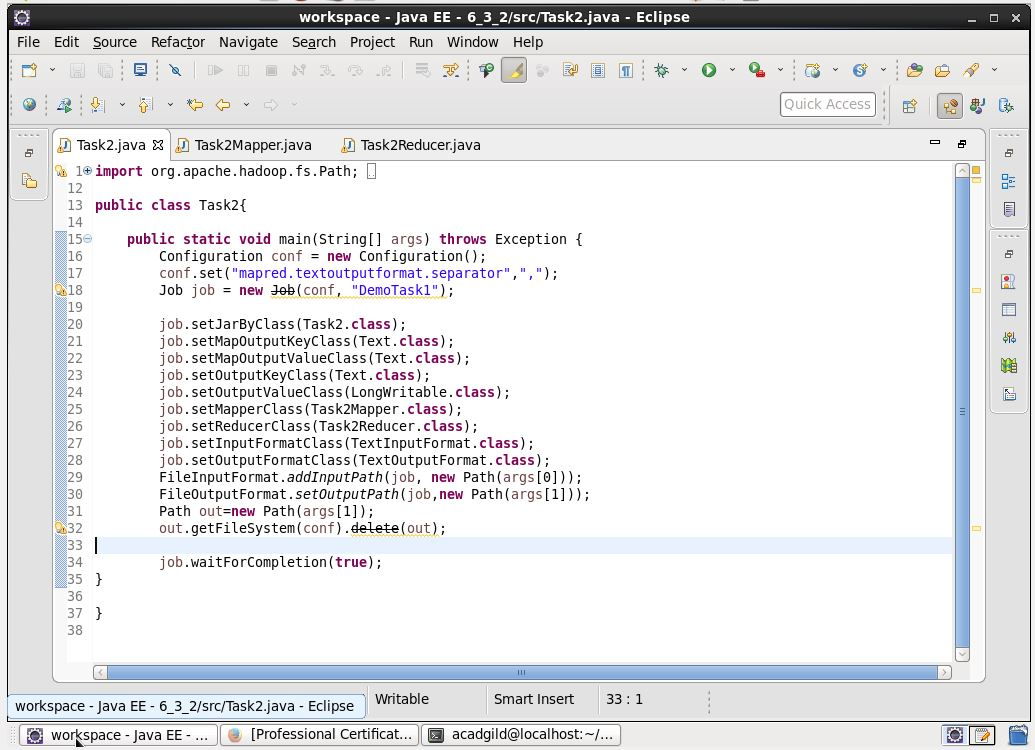 workspace - Java EE - 6_3_2/src/Task2.java - Eclipse
File Edit Source Refactor Navigate Search Project Run Window Help
Quick Access
Task2.java Task2Mapper.java Task2Reducer.java
1 import org.apache.hadoop.fs.Path;
12
13 public class Task2{
14
15 public static void main(String[] args) throws Exception {
16 Configuration conf = new Configuration();
17 conf.set("mapred.textoutputformat.separator",",");
18 Job job = new Job(conf, "DemoTask1");
19
20 job.setJarByClass(Task2.class);
21 job.setMapOutputKeyClass(Text.class);
22 job.setMapOutputValueClass(Text.class);
23 job.setOutputKeyClass(Text.class);
24 job.setOutputValueClass(LongWritable.class);
25 job.setMapperClass(Task2Mapper.class);
26 job.setReducerClass(Task2Reducer.class);
27 job.setInputFormatClass(TextInputFormat.class);
28 job.setOutputFormatClass(TextOutputFormat.class);
29 FileInputFormat.addInputPath(job, new Path(args[0]));
30 FileOutputFormat.setOutputPath(job,new Path(args[1]));
31 Path out=new Path(args[1]);
32 out.getFileSystem(conf).delete(out);
33
34 job.waitForCompletion(true);
35 }
36
37 }
38
workspace - Java EE - 6_3_2/src/Task2.java - Eclipse
Writable Smart Insert 33 : 1
workspace - Java EE - ... [Professional Certificat... acadgild@localhost:~/...